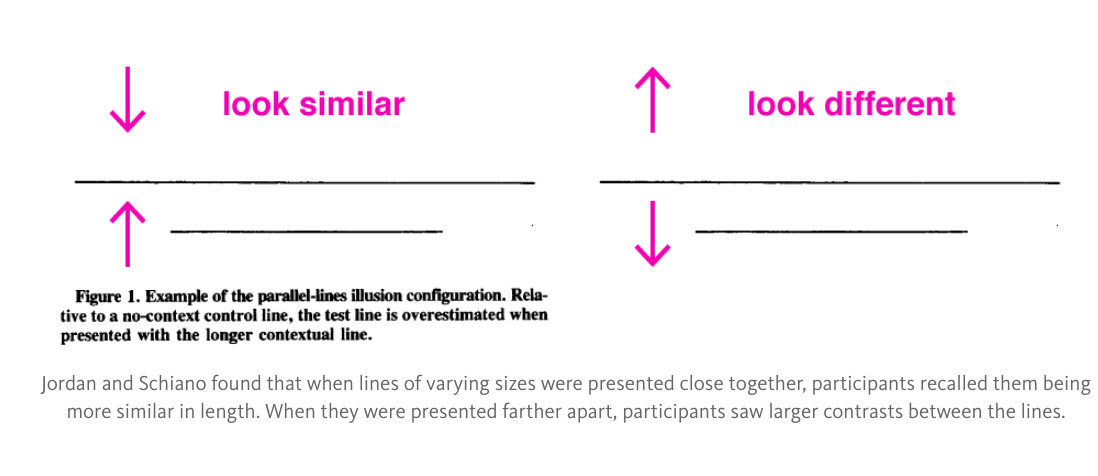 look similar
look different
Figure 1. Example of the parallel-lines illusion configuration. Rela-
tive to a no-context control line, the test line is overestimated when
presented with the longer contextual line.
Jordan and Schiano found that when lines of varying sizes were presented close together, participants recalled them being
more similar in length. When they were presented farther apart, participants saw larger contrasts between the lines.